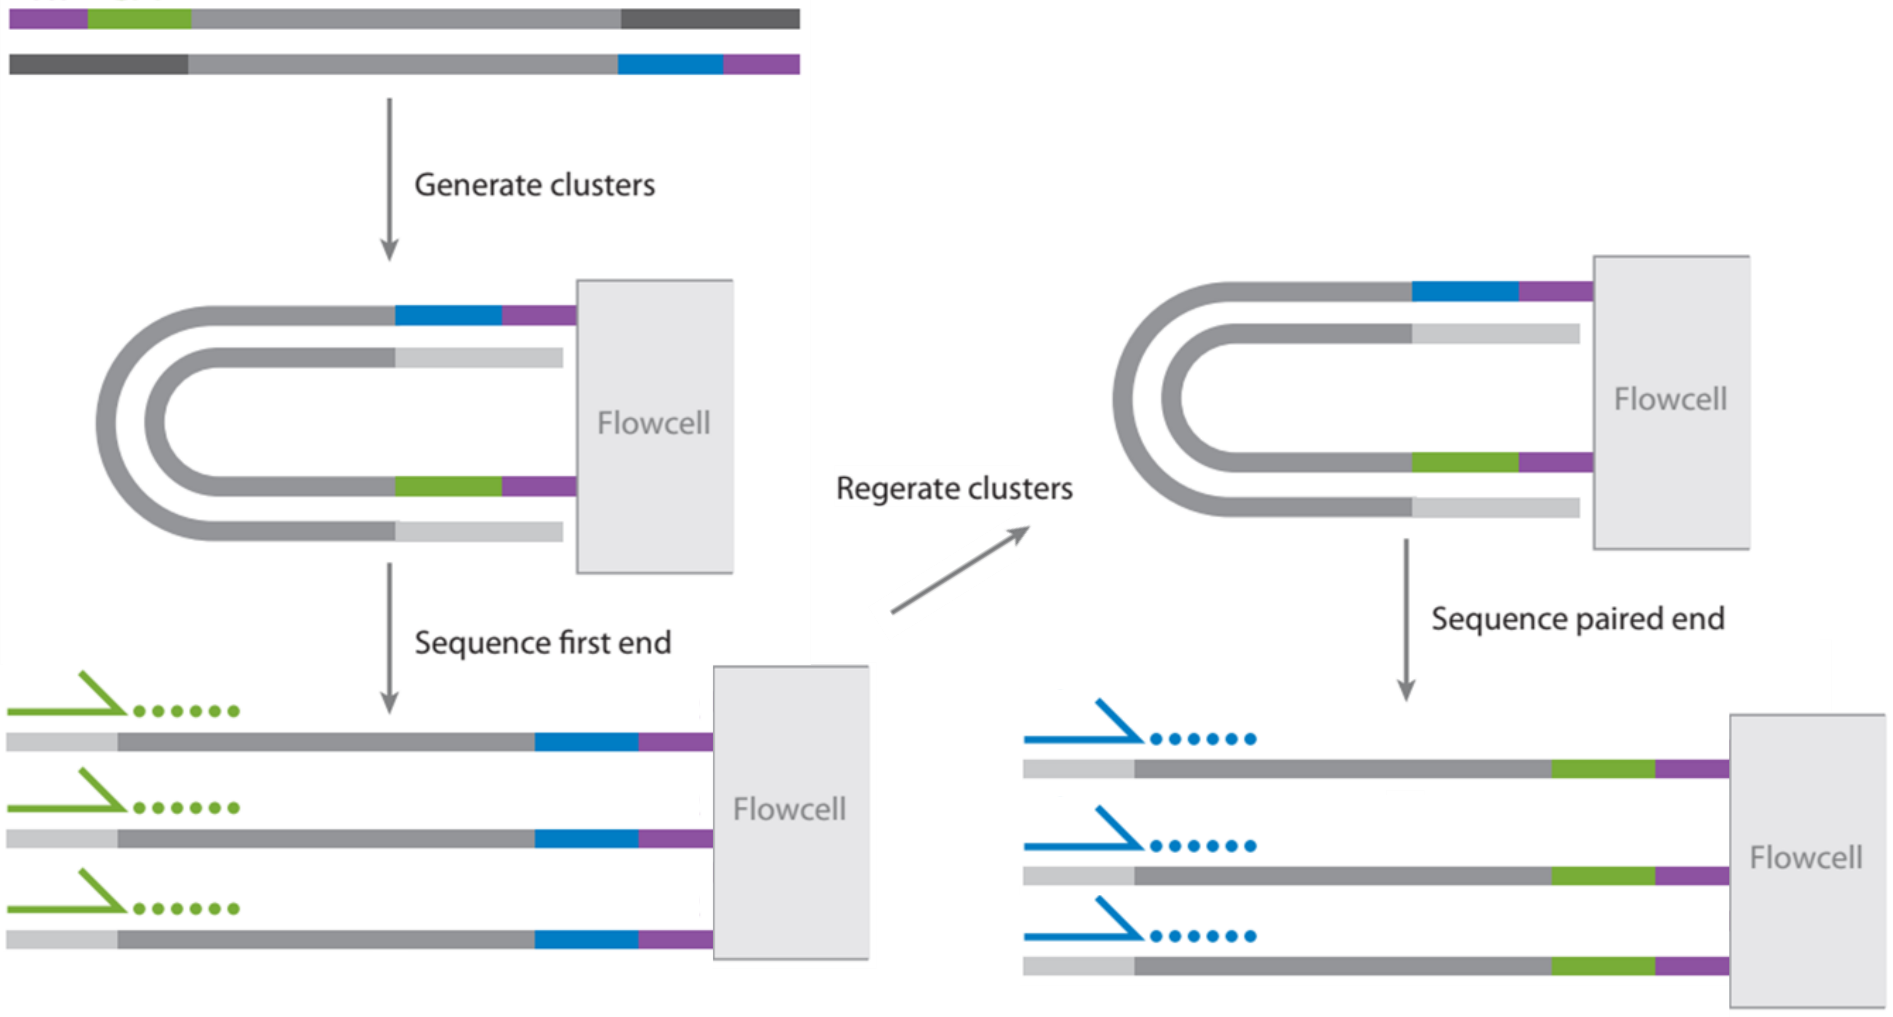 Generate clusters
Flowcell
Sequence first end
Flowcell
Regerate clusters
Flowcell
Sequence paired end
Flowcell